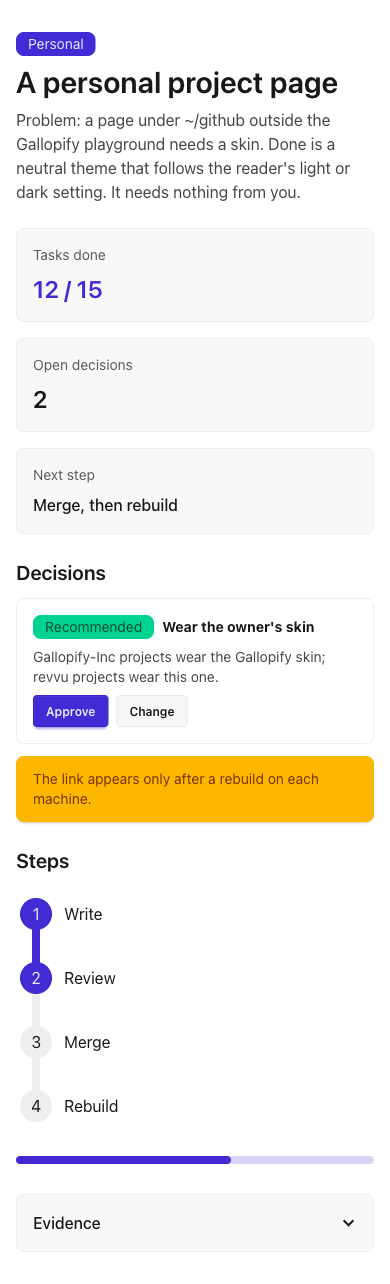 Personal
A personal project page
Problem: a page under ~/github outside the
Gallopify playground needs a skin. Done is a
neutral theme that follows the reader's light or
dark setting. It needs nothing from you.
Tasks done
12 / 15
Open decisions
2
Next step
Merge, then rebuild
Decisions
Recommended Wear the owner's skin
Gallopify-Inc projects wear the Gallopify skin;
revvu projects wear this one.
Approve Change
The link appears only after a rebuild on each
machine.
Steps
1 Write
2 Review
3 Merge
4 Rebuild
Evidence